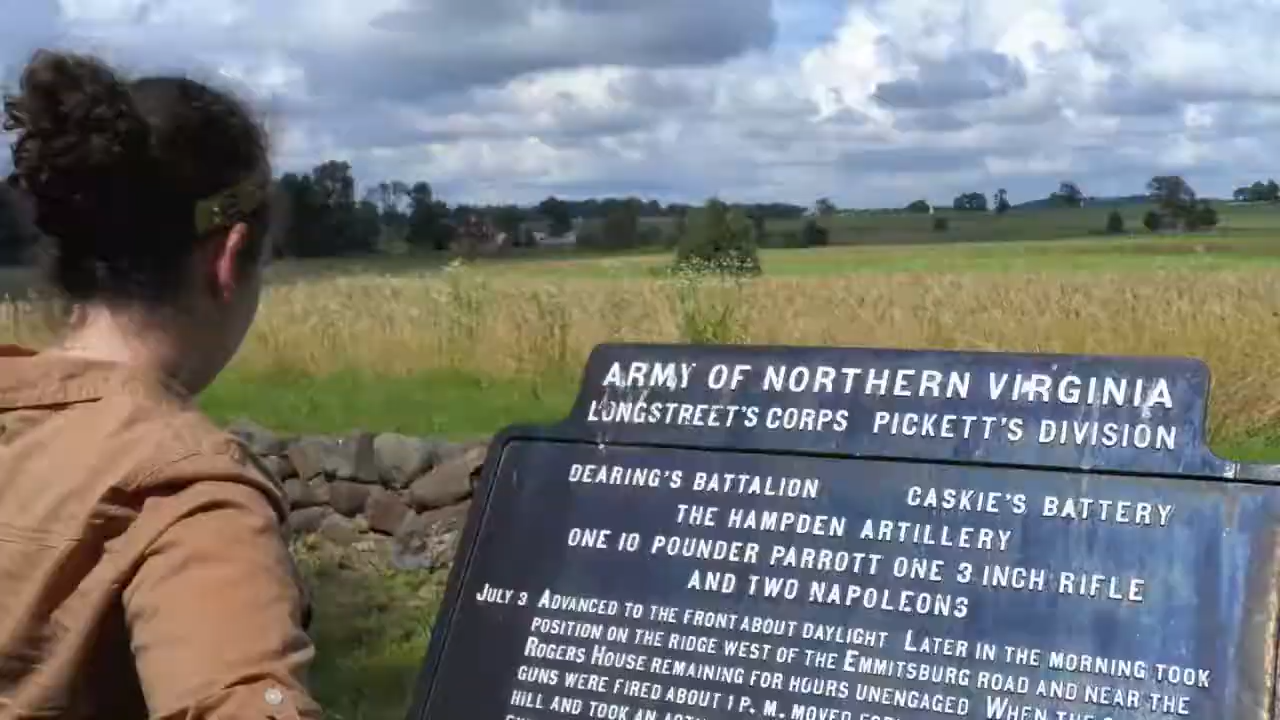 ARMY OF NORTHERN VIRGINIA
LONGSTREET'S CORPS PICKETT'S DIVISION
DEARING'S BATTALION CASKIE'S BATTERY
THE HAMPDEN ARTILLERY
ONE 10 POUNDER PARROTT ONE 3 INCH RIFLE
AND TWO NAPOLEONS
JULY 3 ADVANCED TO THE FRONT ABOUT DAYLIGHT LATER IN THE MORNING TOOK
POSITION ON THE RIDGE WEST OF THE EMMITSBURG ROAD AND NEAR THE
ROGERS HOUSE REMAINING FOR HOURS UNENGAGED WHEN THE
GUNS WERE FIRED ABOUT 1 P. M. MOVED
HILL AND TOOK AN